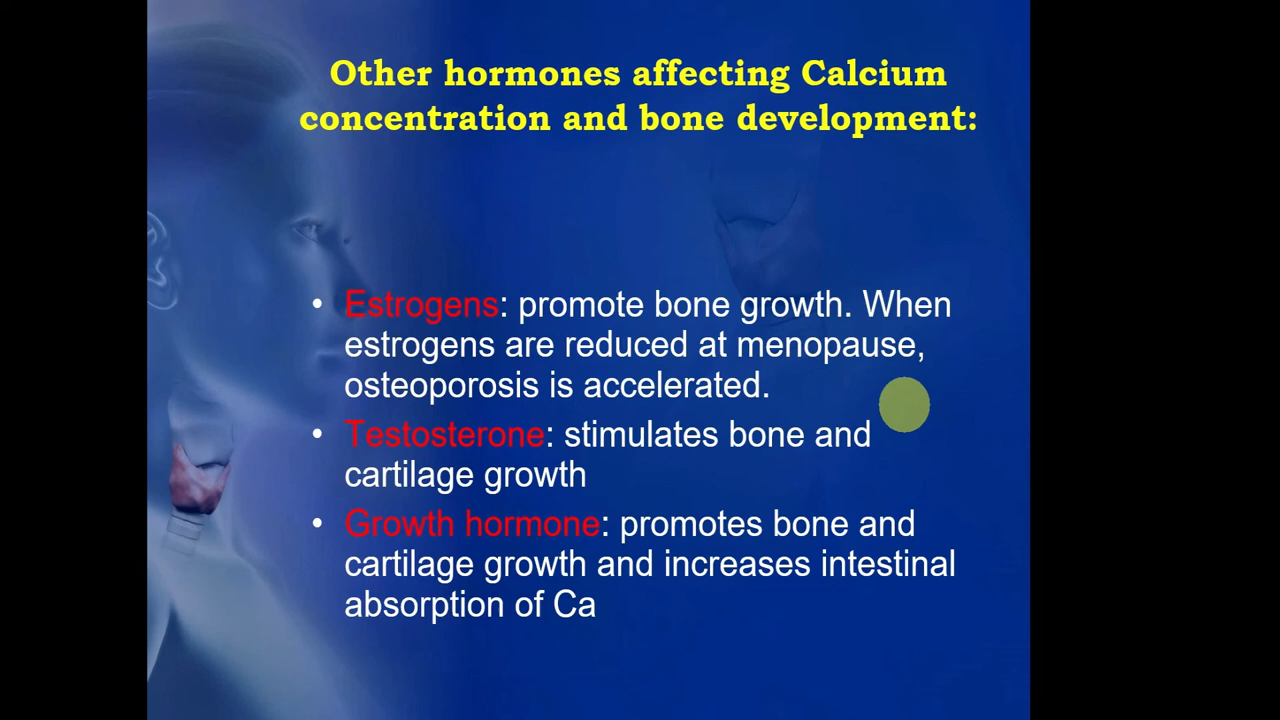 Other hormones affecting Calcium
concentration and bone development:
• Estrogens: promote bone growth. When
estrogens are reduced at menopause,
osteoporosis is accelerated.
• Testosterone: stimulates bone and
cartilage growth
• Growth hormone: promotes bone and
cartilage growth and increases intestinal
absorption of Ca